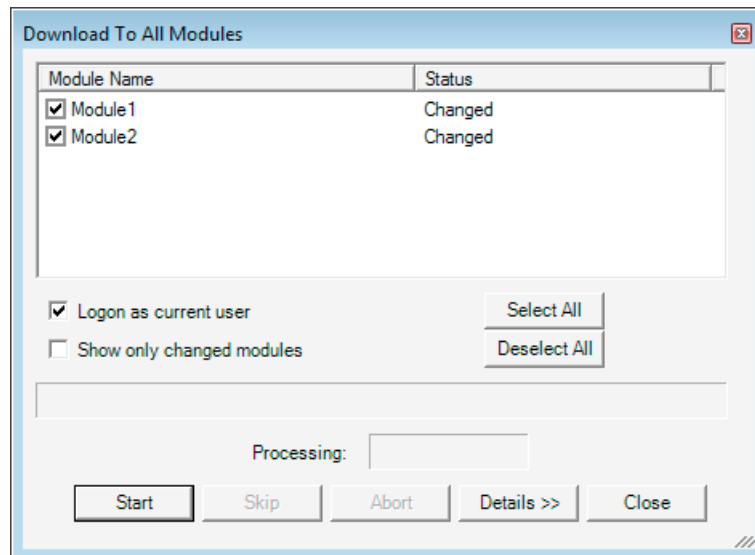 Download To All Modules
Module Name Status
Module1 Changed
Module2 Changed
Logon as current user Select All
Show only changed modules Deselect All
Processing:
Start Skip Abort Details >> Close